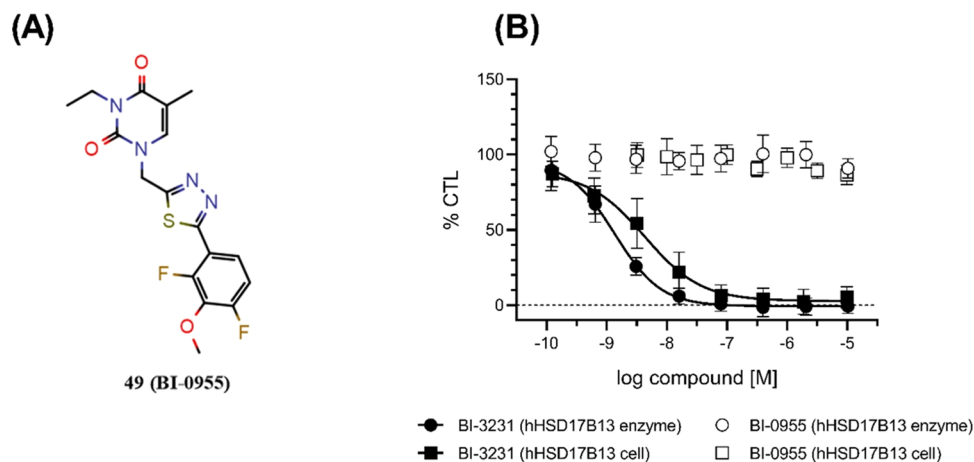 (A)
(B)
O
N
N
O
N
N
S
F
F
O
49 (BI-0955)
150
100
50
0
% CTL
-10 -9 -8 -7 -6 -5
log compound [M]
BI-3231 (hHSD17B13 enzyme) BI-0955 (hHSD17B13 enzyme)
BI-3231 (hHSD17B13 cell) BI-0955 (hHSD17B13 cell)